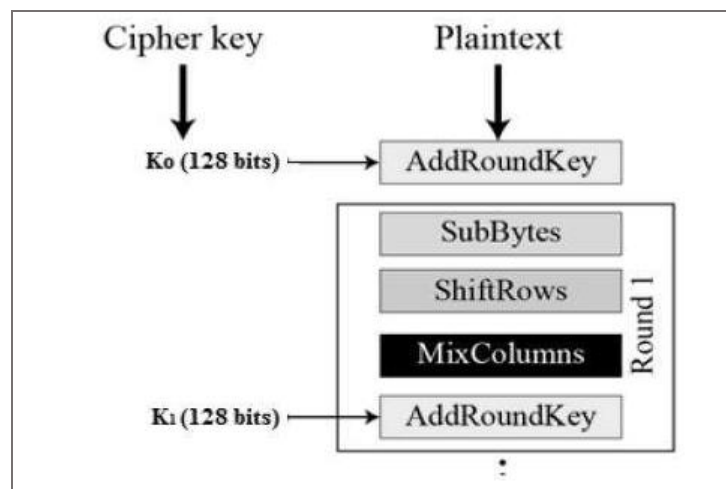 Cipher key
Plaintext
K0 (128 bits)
AddRoundKey
SubBytes
ShiftRows
MixColumns
Round 1
K1 (128 bits)
AddRoundKey